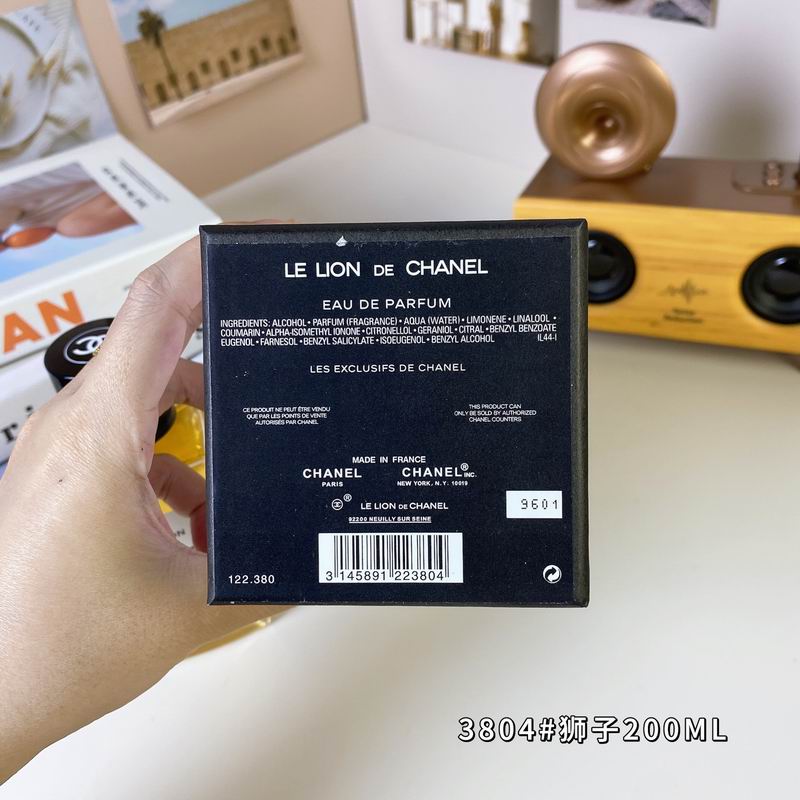 LE LION DE CHANEL
EAU DE PARFUM
INGREDIENTS: ALCOHOL • PARFUM (FRAGRANCE) • AQUA (WATER) • LIMONENE • LINALOOL •
COUMARIN • ALPHA-ISOMETHYL IONONE • CITRONELLOL • GERANIOL • CITRAL • BENZYL BENZOATE
EUGENOL • FARNESOL • BENZYL SALICYLATE • ISOEUGENOL • BENZYL ALCOHOL IL44-I
LES EXCLUSIFS DE CHANEL
CE PRODUIT NE PEUT ÊTRE VENDU
QUE PAR LES POINTS DE VENTE
AUTORISÉS PAR CHANEL
THIS PRODUCT CAN
ONLY BE SOLD BY AUTHORIZED
CHANEL COUNTERS
MADE IN FRANCE
CHANEL
PARIS
CHANEL® INC.
NEW YORK, N.Y. 10019
® LE LION DE CHANEL
92200 NEUILLY SUR SEINE
9601
122.380
3 145891 223804
AN
3804#狮子200ML